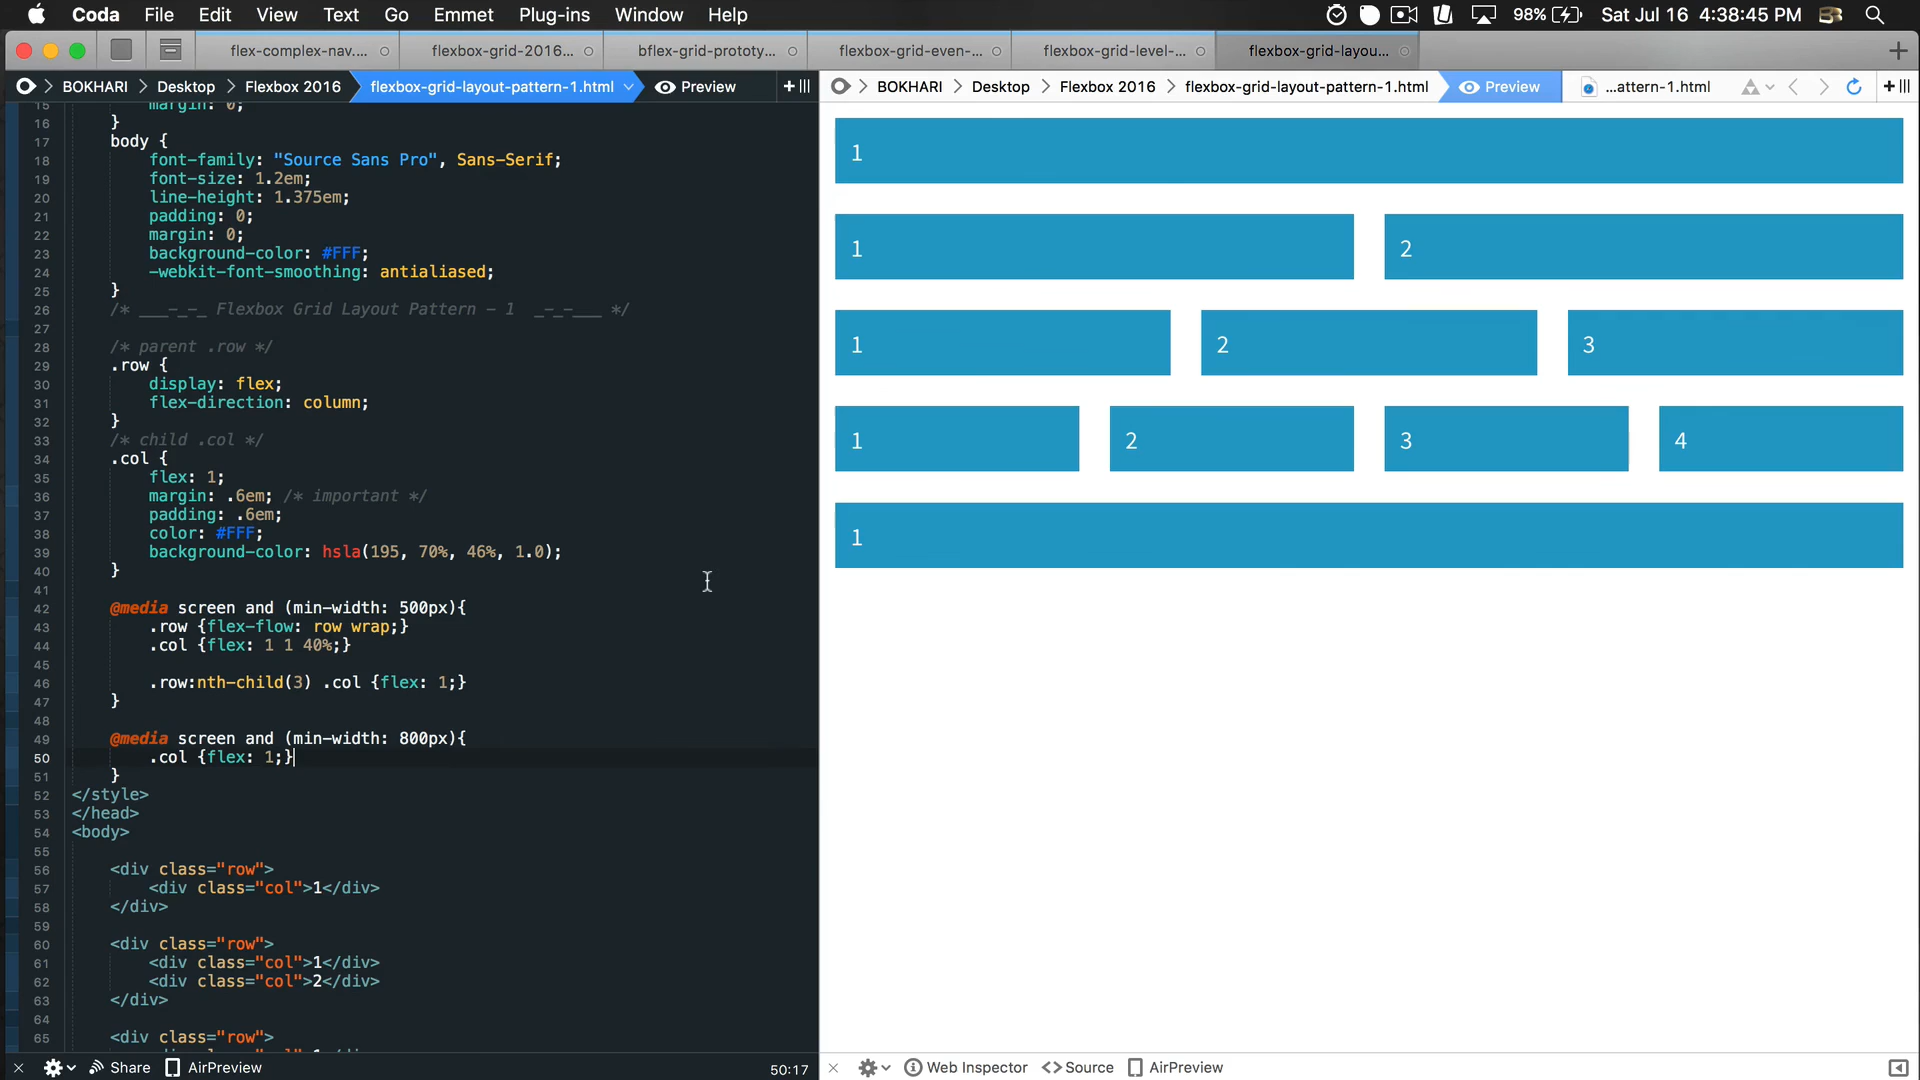 Coda File Edit View Text Go Emmet Plug-ins Window Help 98% Sat Jul 16 4:38:45 PM
flex-complex-nav.... flexbox-grid-2016... bflex-grid-prototy... flexbox-grid-even-... flexbox-grid-level-... flexbox-grid-layou...
BOKHARI Desktop Flexbox 2016 flexbox-grid-layout-pattern-1.html Preview
BOKHARI Desktop Flexbox 2016 flexbox-grid-layout-pattern-1.html Preview ...attern-1.html
15 margin: 0;
16 }
17 body {
18 font-family: "Source Sans Pro", Sans-Serif;
19 font-size: 1.2em;
20 line-height: 1.375em;
21 padding: 0;
22 margin: 0;
23 background-color: #FFF;
24 -webkit-font-smoothing: antialiased;
25 }
26 /* ___-_-_ Flexbox Grid Layout Pattern - 1 _-_-___ */
27
28 /* parent .row */
29 .row {
30 display: flex;
31 flex-direction: column;
32 }
33 /* child .col */
34 .col {
35 flex: 1;
36 margin: .6em; /* important */
37 padding: .6em;
38 color: #FFF;
39 background-color: hsla(195, 70%, 46%, 1.0);
40 }
41
42 @media screen and (min-width: 500px){
43 .row {flex-flow: row wrap;}
44 .col {flex: 1 1 40%;}
45
46 .row:nth-child(3) .col {flex: 1;}
47 }
48
49 @media screen and (min-width: 800px){
50 .col {flex: 1;}
51 }
52 </style>
53 </head>
54 <body>
55
56 <div class="row">
57 <div class="col">1</div>
58 </div>
59
60 <div class="row">
61 <div class="col">1</div>
62 <div class="col">2</div>
63 </div>
64
65 <div class="row">
1
1 2
1 2 3
1 2 3 4
1
Share AirPreview 50:17
Web Inspector Source AirPreview